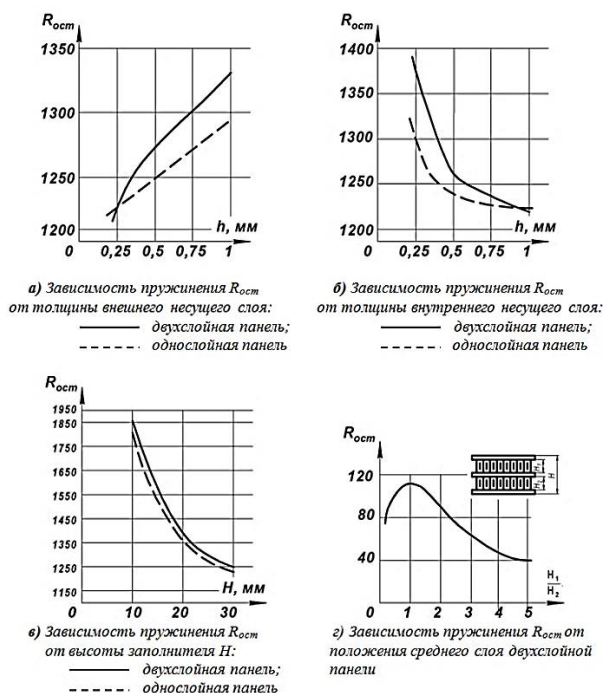 Rост
1350
1300
1250
1200
0
0,25
0,5
0,75
1
h, мм
а) Зависимость пружинения Rост
от толщины внешнего несущего слоя:
двухслойная панель;
однослойная панель
Rост
1400
1350
1300
1250
1200
0
0,25
0,5
0,75
1
h, мм
б) Зависимость пружинения Rост
от толщины внутреннего несущего слоя:
двухслойная панель;
однослойная панель
Rост
1950
1850
1750
1650
1550
1450
1350
1250
1150
0
10
20
30
H, мм
в) Зависимость пружинения Rост
от высоты заполнителя H:
двухслойная панель;
однослойная панель
Rост
120
80
40
0
1
2
3
4
5
H1
H2
H
г) Зависимость пружинения Rост от
положения среднего слоя двухслойной
панели